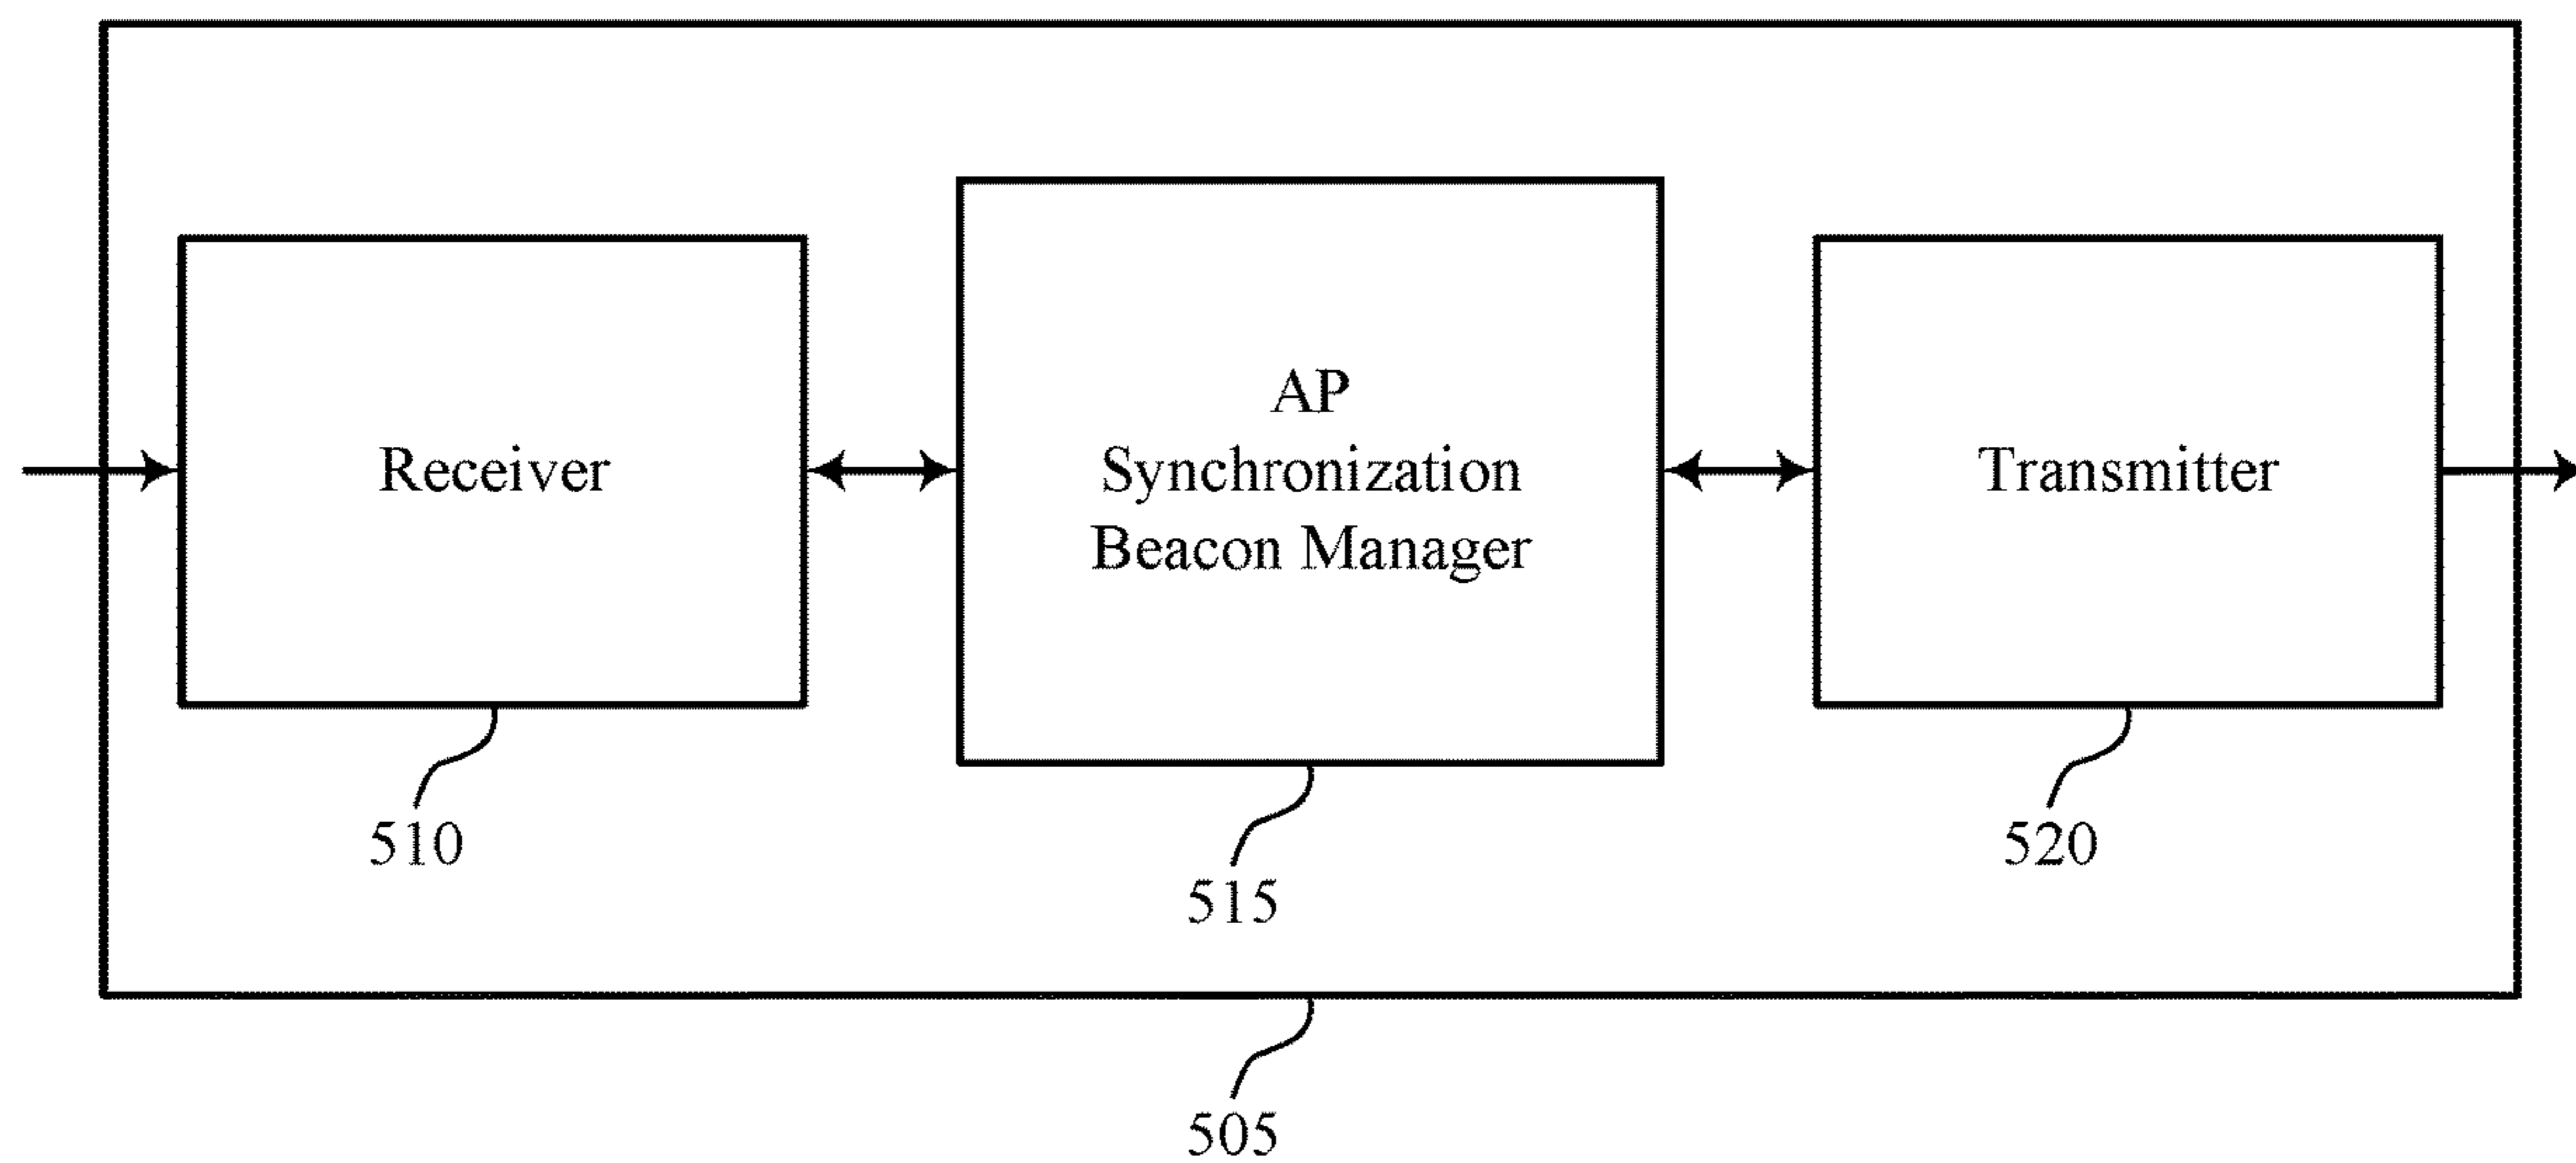 Receiver
AP
Synchronization
Beacon Manager
Transmitter
510
515
520
505